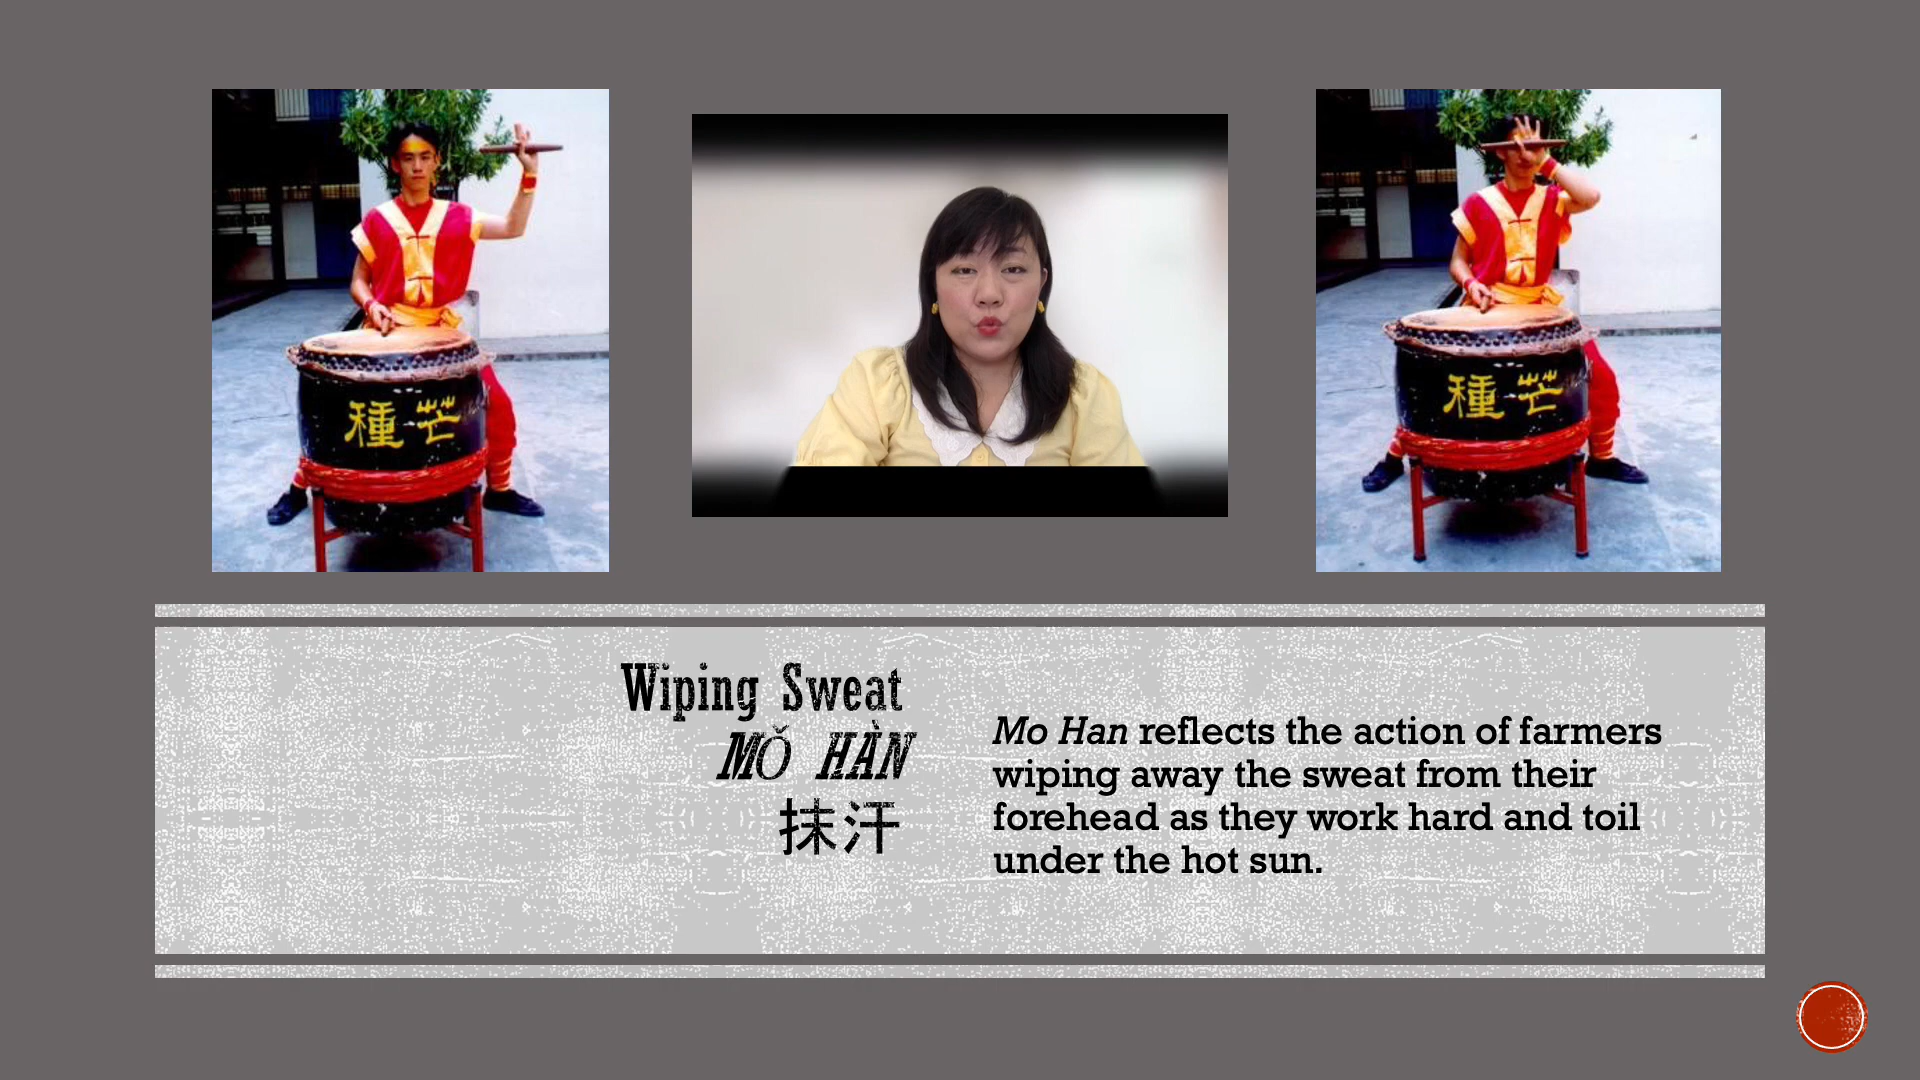 種芒
種芒
Wiping Sweat
MǑ HÀN
抹汗
Mo Han reflects the action of farmers
wiping away the sweat from their
forehead as they work hard and toil
under the hot sun.